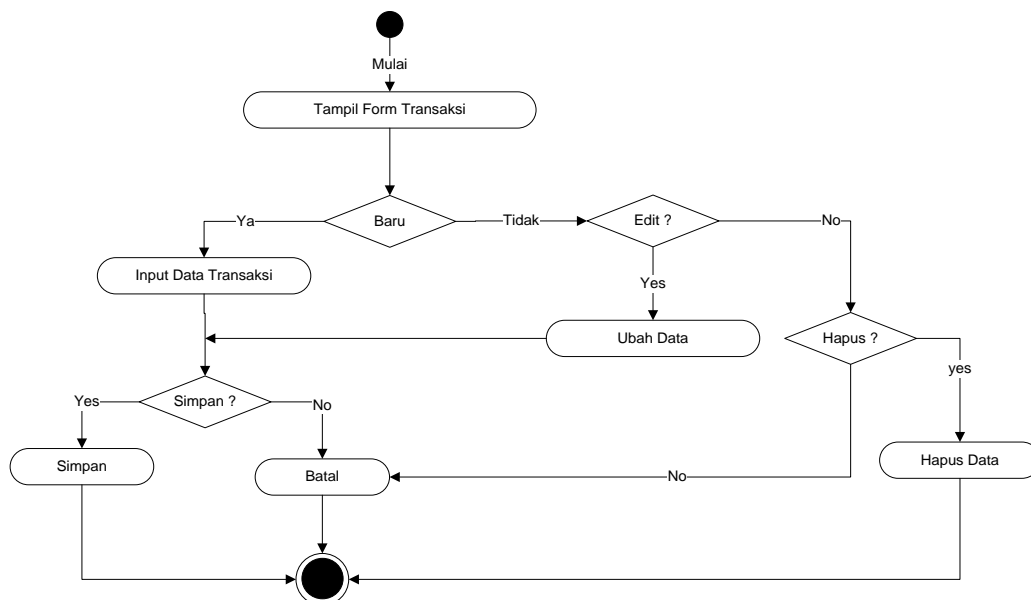 Mulai
Tampil Form Transaksi
Baru
Ya
Tidak
Edit ?
No
Input Data Transaksi
Yes
Ubah Data
Hapus ?
yes
Simpan ?
Yes
No
Simpan
Batal
No
Hapus Data